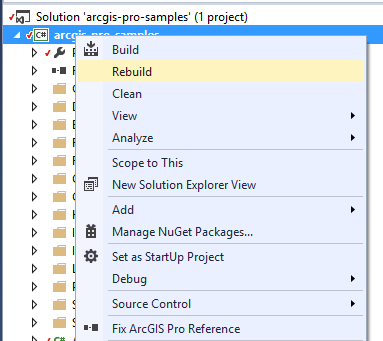 Solution 'arcgis-pro-samples' (1 project)
C# arcgis-pro-samples
Build
Rebuild
Clean
View
Analyze
Scope to This
New Solution Explorer View
Add
Manage NuGet Packages...
Set as StartUp Project
Debug
Source Control
Fix ArcGIS Pro Reference